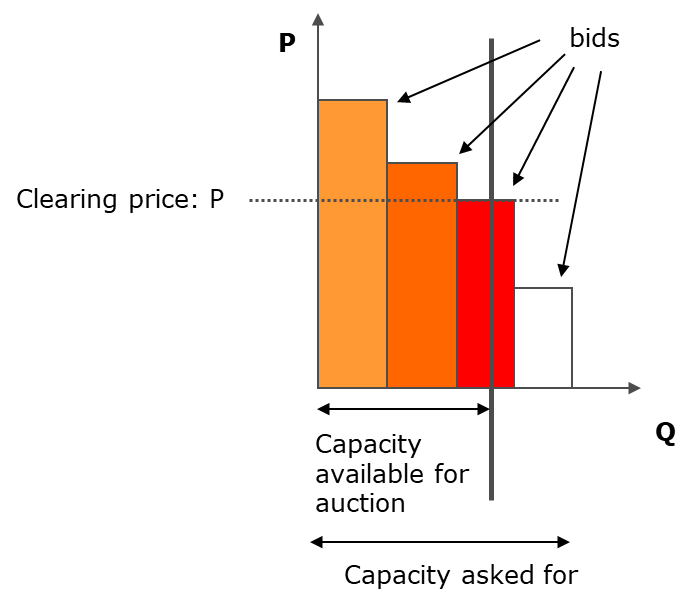 P
bids
Clearing price: P
Q
Capacity
available for
auction
Capacity asked for